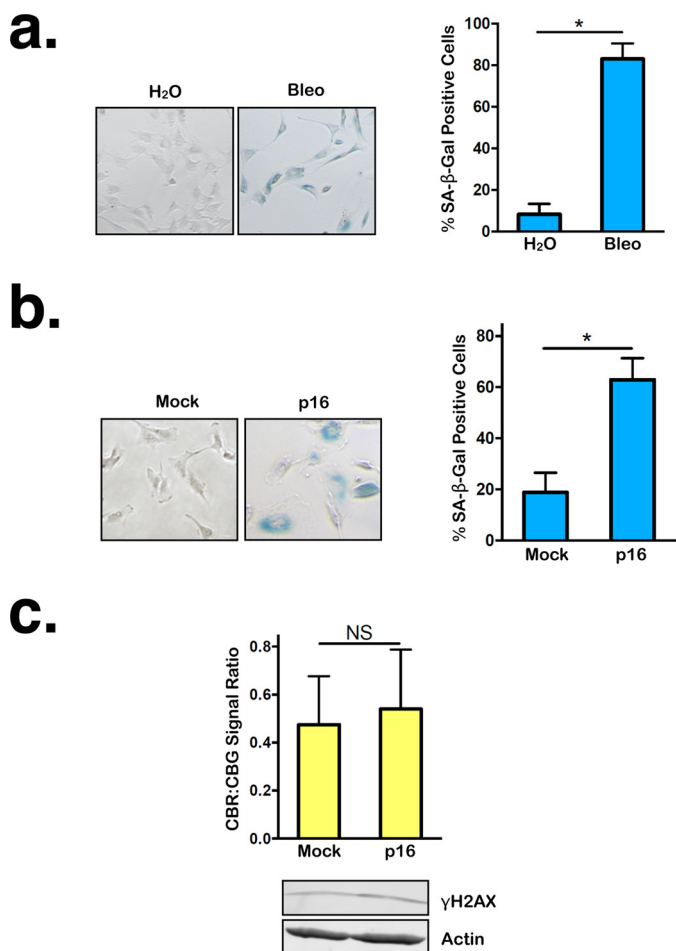 a.
H₂O
Bleo
% SA-β-Gal Positive Cells
100
80
60
40
20
0
*
H₂O
Bleo
b.
Mock
p16
% SA-β-Gal Positive Cells
80
60
40
20
0
*
Mock
p16
c.
CBR:CBG Signal Ratio
0.8
0.6
0.4
0.2
0.0
NS
Mock
p16
γH2AX
Actin